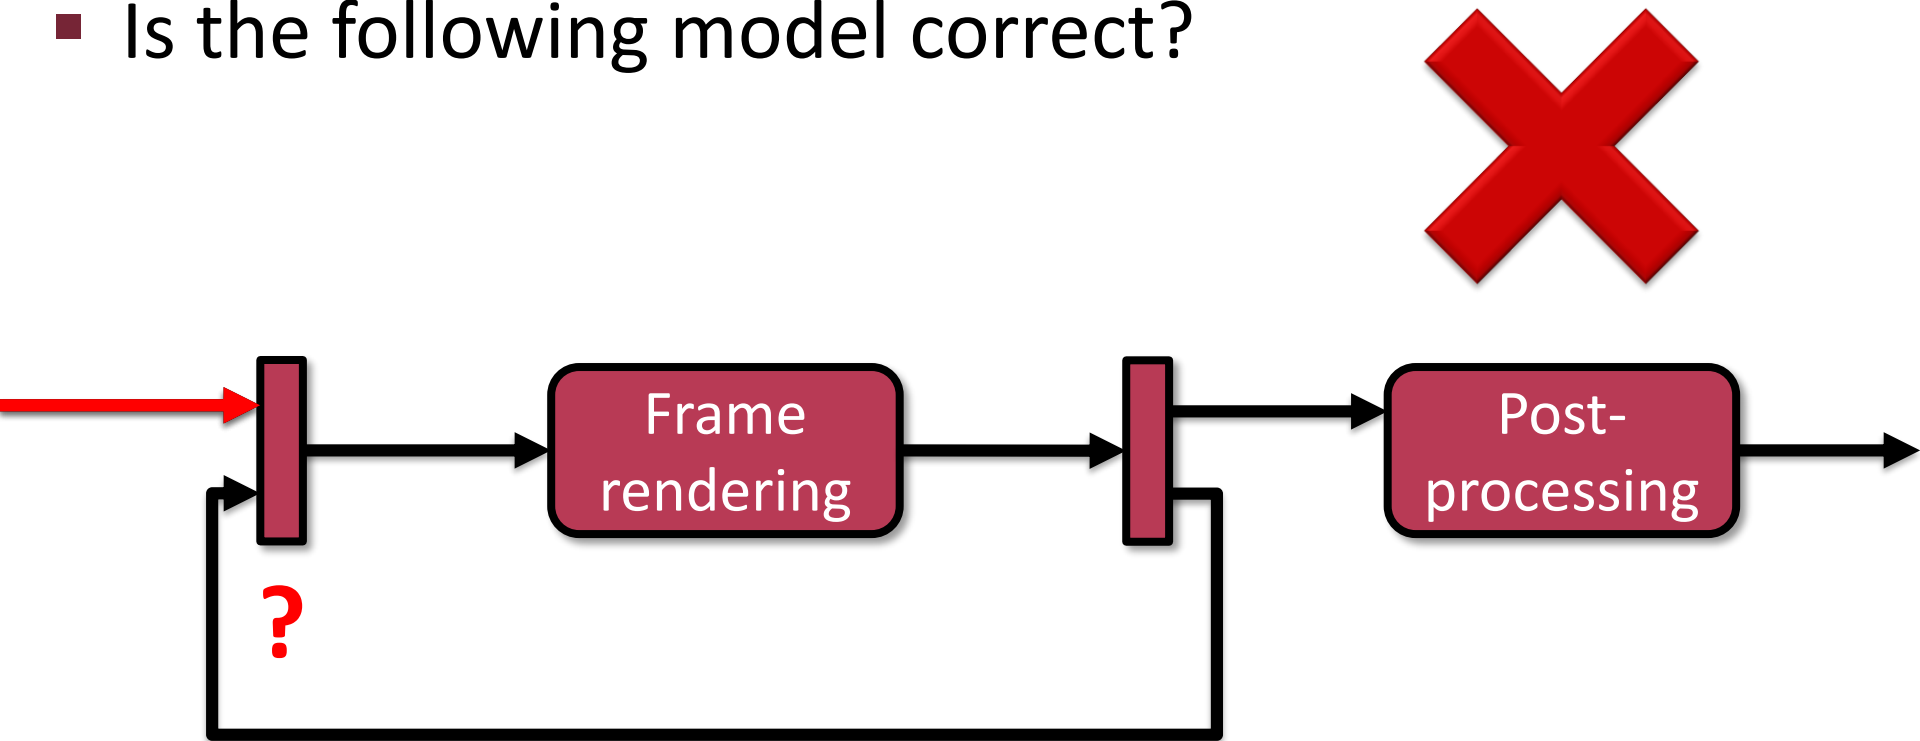 Is the following model correct?
Frame
rendering
Post-
processing
?